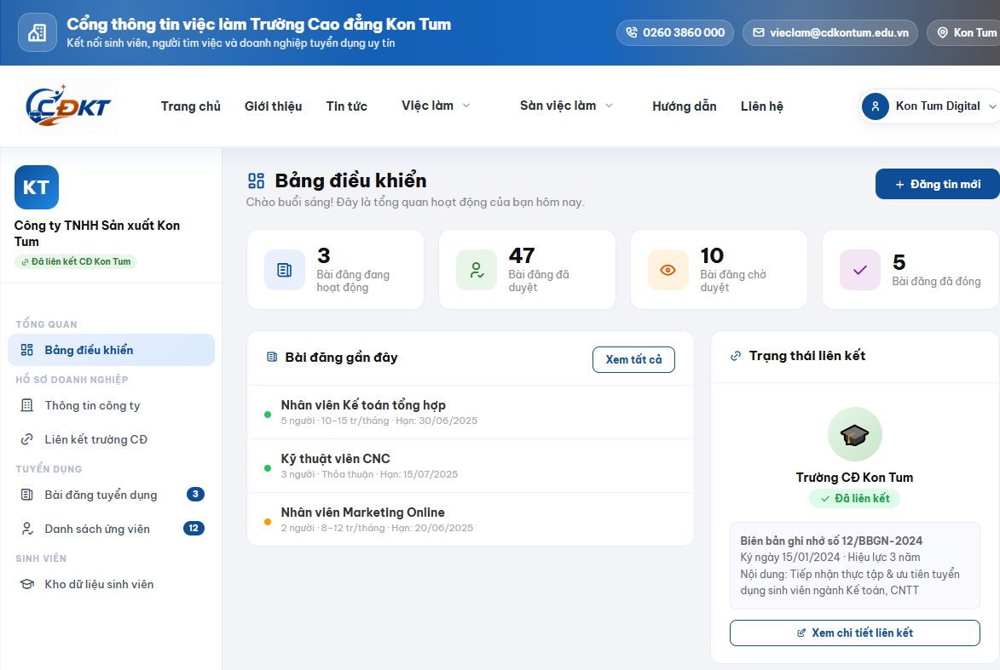 Cổng thông tin việc làm Trường Cao đẳng Kon Tum
Kết nối sinh viên, người tìm việc và doanh nghiệp tuyển dụng uy tín
0260 3860 000
vieclam@cdkontum.edu.vn
Kon Tum
CĐKT
Trang chủ
Giới thiệu
Tin tức
Việc làm
Sàn việc làm
Hướng dẫn
Liên hệ
Kon Tum Digital
KT
Công ty TNHH Sản xuất Kon
Tum
Đã liên kết CĐ Kon Tum
TỔNG QUAN
Bảng điều khiển
HỒ SƠ DOANH NGHIỆP
Thông tin công ty
Liên kết trường CĐ
TUYỂN DỤNG
Bài đăng tuyển dụng
3
Danh sách ứng viên
12
SINH VIÊN
Kho dữ liệu sinh viên
Bảng điều khiển
Chào buổi sáng! Đây là tổng quan hoạt động của bạn hôm nay.
+ Đăng tin mới
3
Bài đăng đang
hoạt động
47
Bài đăng đã
duyệt
10
Bài đăng chờ
duyệt
5
Bài đăng đã đóng
Bài đăng gần đây
Xem tất cả
Nhân viên Kế toán tổng hợp
5 người · 10–15 tr/tháng · Hạn: 30/06/2025
Kỹ thuật viên CNC
3 người · Thỏa thuận · Hạn: 15/07/2025
Nhân viên Marketing Online
2 người · 8–12 tr/tháng · Hạn: 20/06/2025
Trạng thái liên kết
Trường CĐ Kon Tum
Đã liên kết
Biên bản ghi nhớ số 12/BBGN-2024
Ký ngày 15/01/2024 · Hiệu lực 3 năm
Nội dung: Tiếp nhận thực tập & ưu tiên tuyển
dụng sinh viên ngành Kế toán, CNTT
Xem chi tiết liên kết